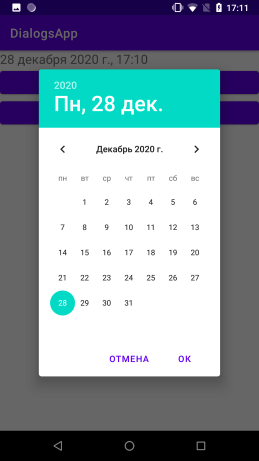 17:11
DialogsApp
28 декабря 2020 г., 17:10
2020
Пн, 28 дек.
Декабрь 2020 г.
пн вт ср чт пт сб вс
1 2 3 4 5 6
7 8 9 10 11 12 13
14 15 16 17 18 19 20
21 22 23 24 25 26 27
28 29 30 31
ОТМЕНА ОК